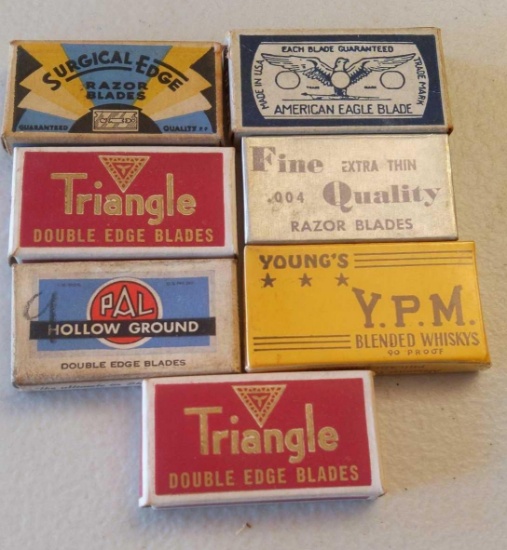 SURGICAL EDGE
RAZOR
BLADES
GUARANTEED QUALITY
EACH BLADE GUARANTEED
MADE IN USA
TRADE MARK
AMERICAN EAGLE BLADE
T
Triangle
DOUBLE EDGE BLADES
Fine EXTRA THIN
.004 Quality
RAZOR BLADES
9
PAL
HOLLOW GROUND
DOUBLE EDGE BLADES
YOUNG'S
Y.P.M.
BLENDED WHISKYS
90 PROOF
T
Triangle
DOUBLE EDGE BLADES